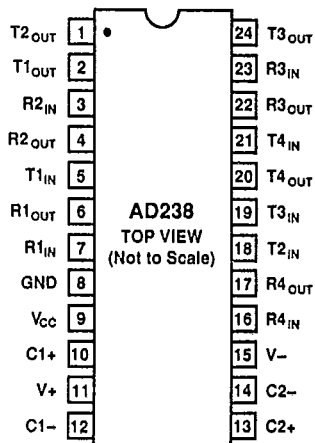 T2OUT 1 24 T3OUT
T1OUT 2 23 R3IN
R2IN 3 22 R3OUT
R2OUT 4 21 T4IN
T1IN 5 20 T4OUT
R1OUT 6 AD238 19 T3IN
R1IN 7 TOP VIEW (Not to Scale) 18 T2IN
GND 8 17 R4OUT
VCC 9 16 R4IN
C1+ 10 15 V−
V+ 11 14 C2−
C1− 12 13 C2+